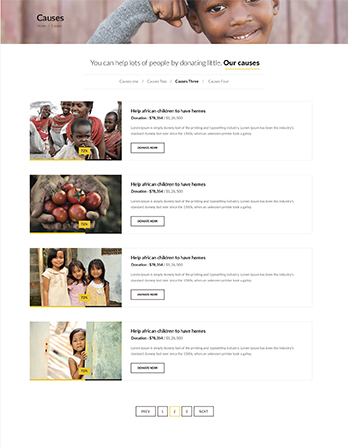 Causes
Home / Causes
You can help lots of people by donating little. Our causes
Causes one / Causes Two / Causes Three / Causes Four
Help african children to have homes
Donation : $78,354 / $1,26,500
Lorem Ipsum is simply dummy text of the printing and typesetting industry. Lorem Ipsum has been the industry's
standard dummy text ever since the 1500s, when an unknown printer took a galley
DONATE NOW
70%
Help african children to have homes
Donation : $78,354 / $1,26,500
Lorem Ipsum is simply dummy text of the printing and typesetting industry. Lorem Ipsum has been the industry's
standard dummy text ever since the 1500s, when an unknown printer took a galley
DONATE NOW
70%
Help african children to have homes
Donation : $78,354 / $1,26,500
Lorem Ipsum is simply dummy text of the printing and typesetting industry. Lorem Ipsum has been the industry's
standard dummy text ever since the 1500s, when an unknown printer took a galley
DONATE NOW
70%
Help african children to have homes
Donation : $78,354 / $1,26,500
Lorem Ipsum is simply dummy text of the printing and typesetting industry. Lorem Ipsum has been the industry's
standard dummy text ever since the 1500s, when an unknown printer took a galley
DONATE NOW
70%
PREV 1 2 3 NEXT